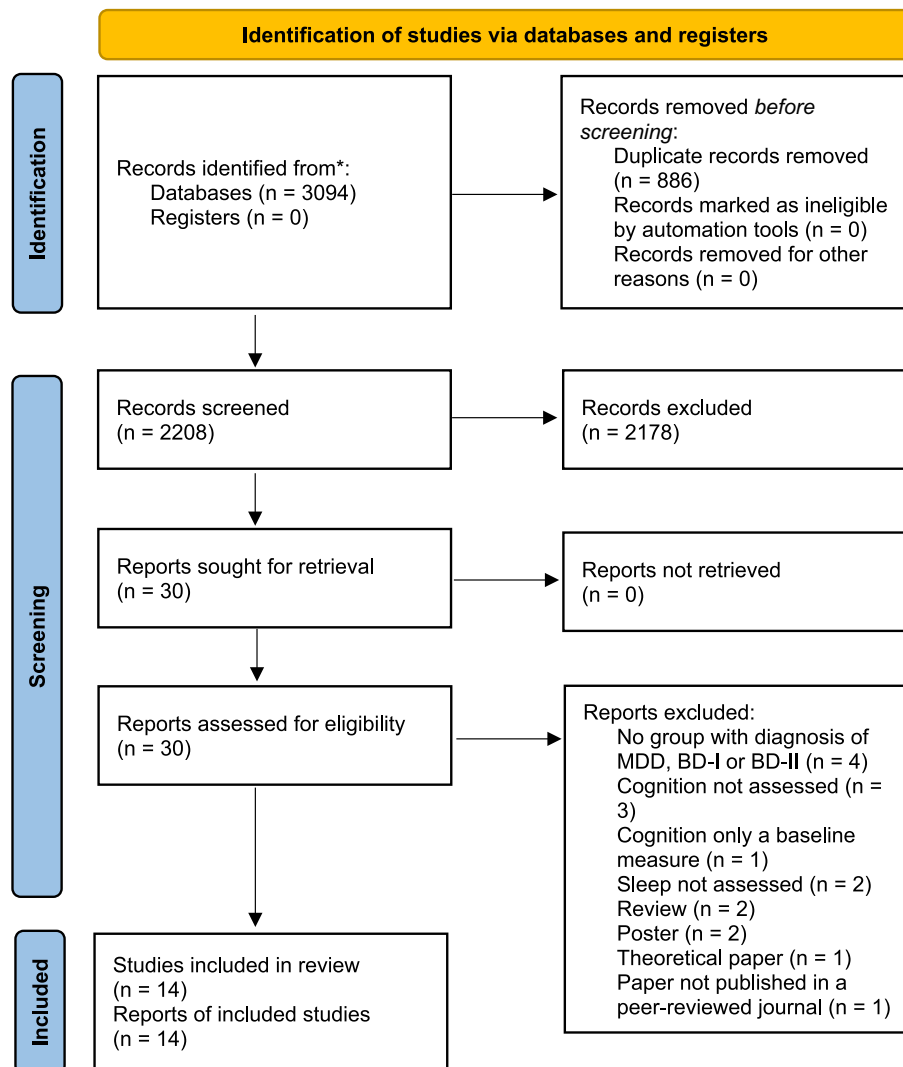 Identification of studies via databases and registers
Identification
Records identified from*:
Databases (n = 3094)
Registers (n = 0)
Records removed before
screening:
Duplicate records removed
(n = 886)
Records marked as ineligible
by automation tools (n = 0)
Records removed for other
reasons (n = 0)
Screening
Records screened
(n = 2208)
Records excluded
(n = 2178)
Reports sought for retrieval
(n = 30)
Reports not retrieved
(n = 0)
Reports assessed for eligibility
(n = 30)
Reports excluded:
No group with diagnosis of
MDD, BD-I or BD-II (n = 4)
Cognition not assessed (n =
3)
Cognition only a baseline
measure (n = 1)
Sleep not assessed (n = 2)
Review (n = 2)
Poster (n = 2)
Theoretical paper (n = 1)
Paper not published in a
peer-reviewed journal (n = 1)
Included
Studies included in review
(n = 14)
Reports of included studies
(n = 14)